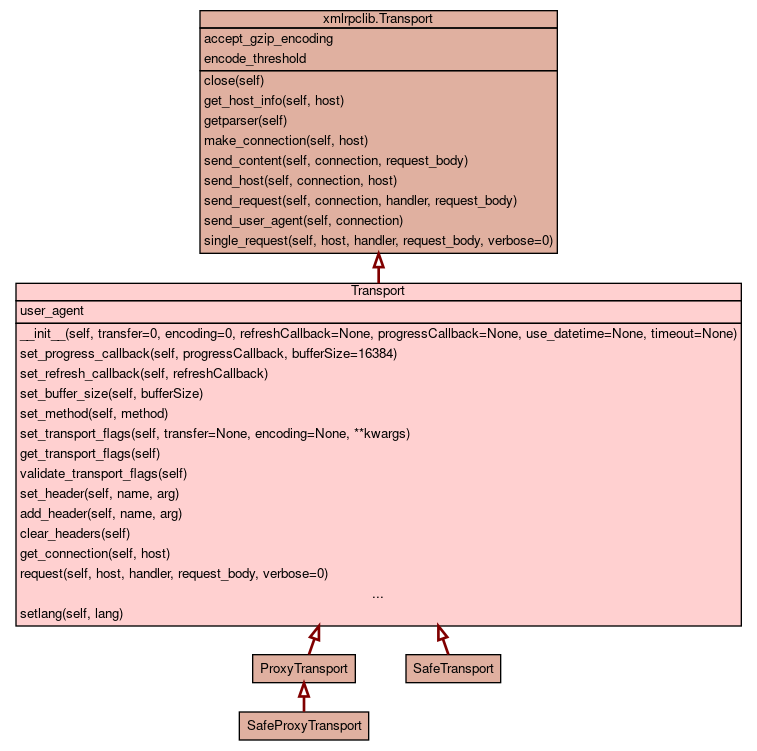 xmlrpclib.Transport
accept_gzip_encoding
encode_threshold
close(self)
get_host_info(self, host)
getparser(self)
make_connection(self, host)
send_content(self, connection, request_body)
send_host(self, connection, host)
send_request(self, connection, handler, request_body)
send_user_agent(self, connection)
single_request(self, host, handler, request_body, verbose=0)
Transport
user_agent
__init__(self, transfer=0, encoding=0, refreshCallback=None, progressCallback=None, use_datetime=None, timeout=None)
set_progress_callback(self, progressCallback, bufferSize=16384)
set_refresh_callback(self, refreshCallback)
set_buffer_size(self, bufferSize)
set_method(self, method)
set_transport_flags(self, transfer=None, encoding=None, **kwargs)
get_transport_flags(self)
validate_transport_flags(self)
set_header(self, name, arg)
add_header(self, name, arg)
clear_headers(self)
get_connection(self, host)
request(self, host, handler, request_body, verbose=0)
...
setlang(self, lang)
ProxyTransport
SafeTransport
SafeProxyTransport